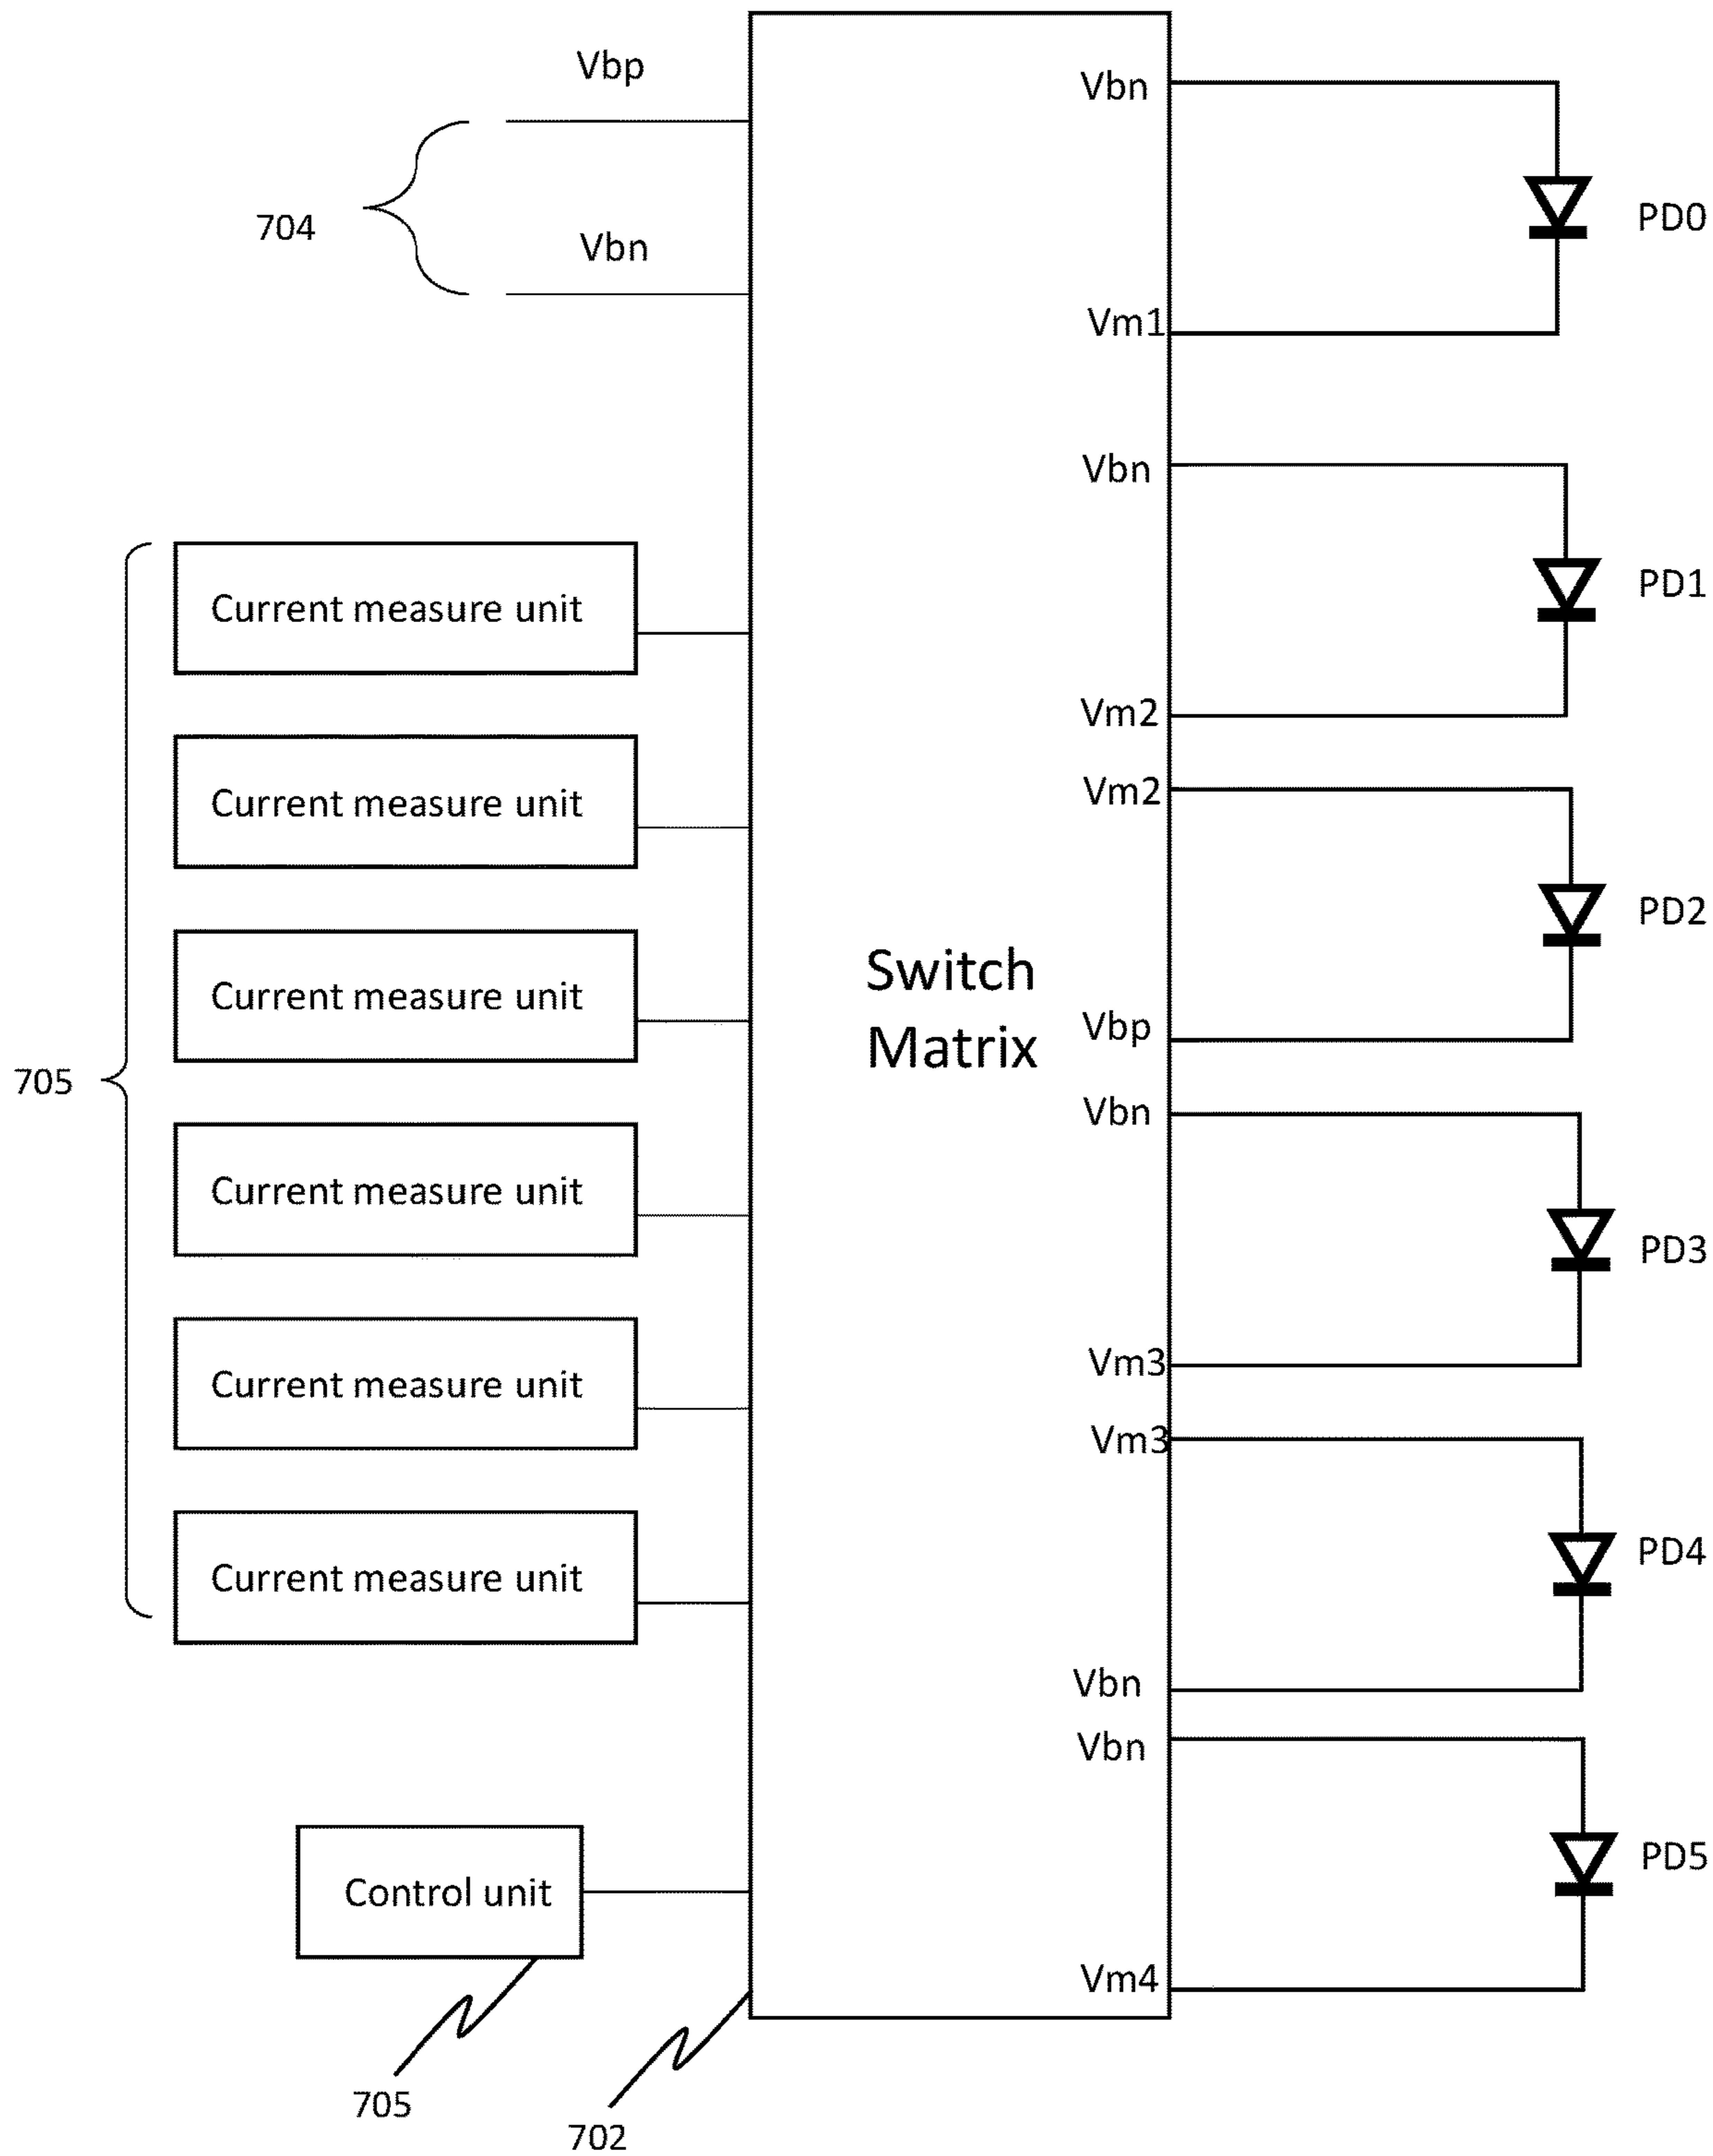 Vbp
704
Vbn
Current measure unit
Current measure unit
Current measure unit
705
Current measure unit
Current measure unit
Current measure unit
Control unit
705
702
Switch
Matrix
Vbn
PD0
Vm1
Vbn
PD1
Vm2
Vm2
PD2
Vbp
Vbn
PD3
Vm3
Vm3
PD4
Vbn
Vbn
PD5
Vm4